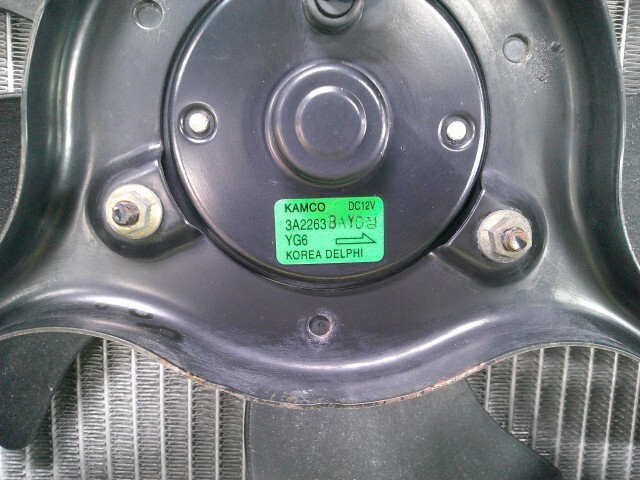 KAMCO DC12V
3A2263
YG6
KOREA DELPHI